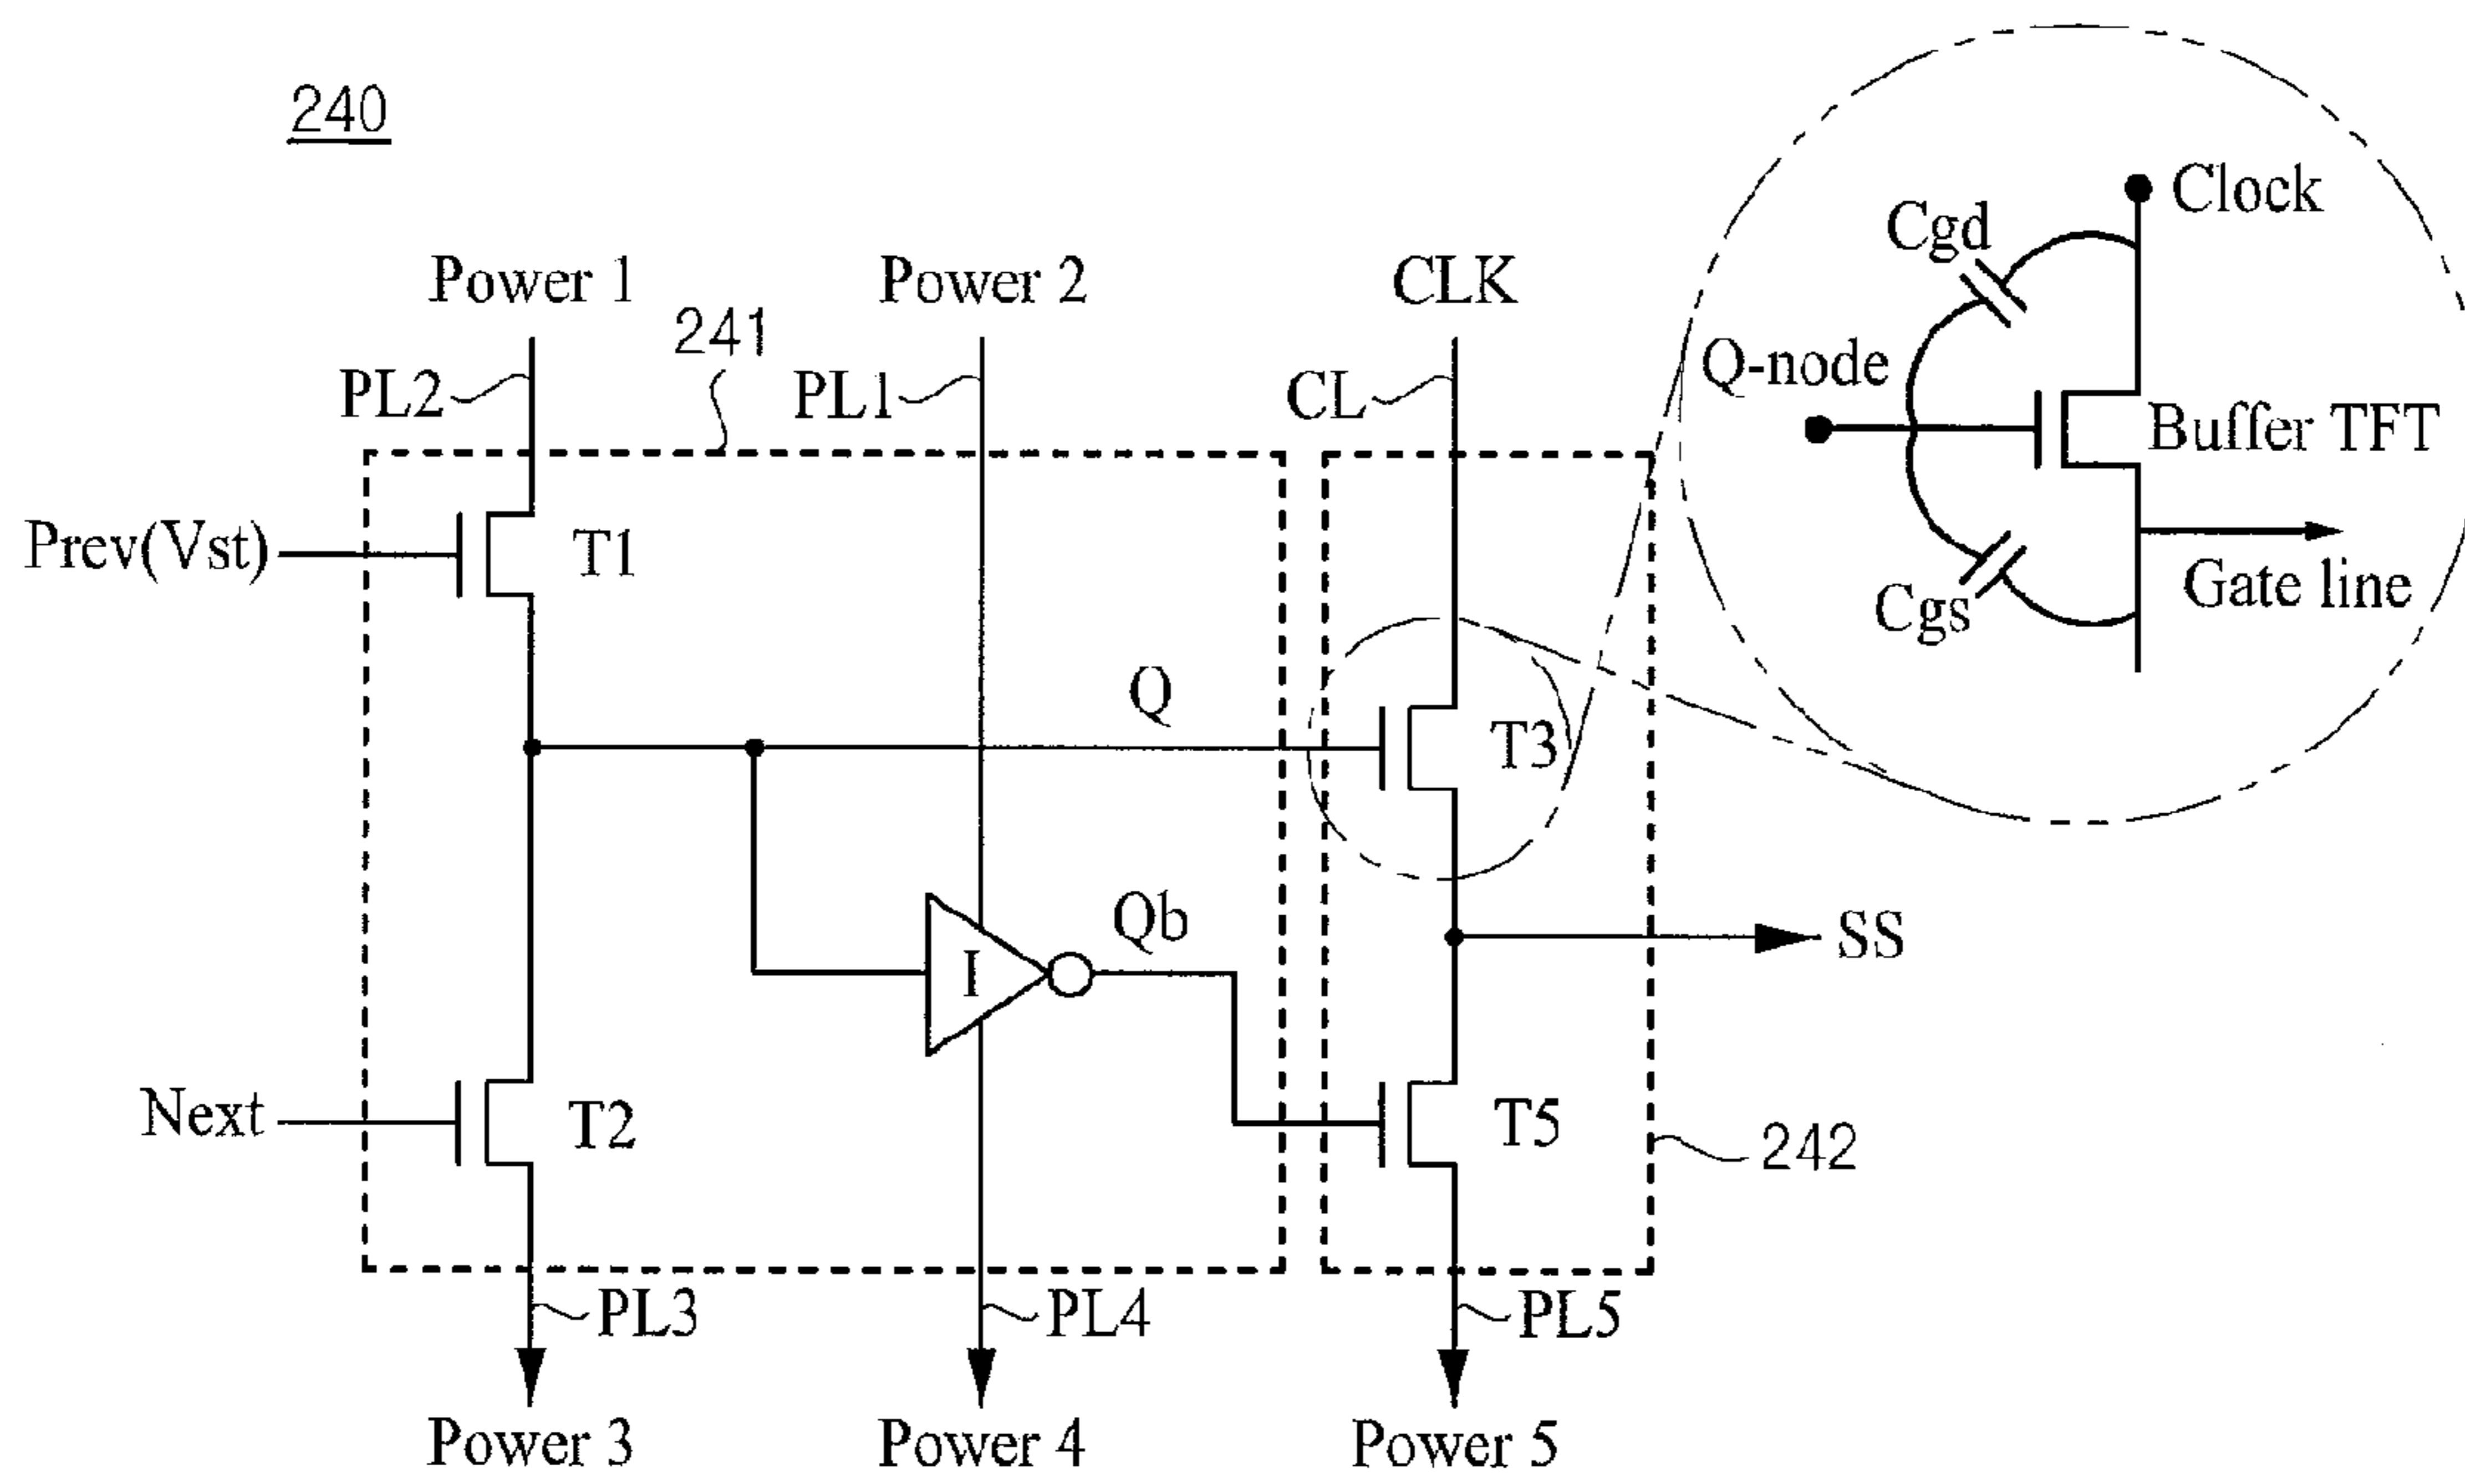 240
Clock
Cgd
Power 1
Power 2
CLK
241
Q-node
PL2
PL1
CL
Buffer TFT
Prev(Vst)
T1
Gate line
Cgs
Q
T3
Qb
SS
I
Next
T2
T5
242
PL3
PL4
PL5
Power 3
Power 4
Power 5